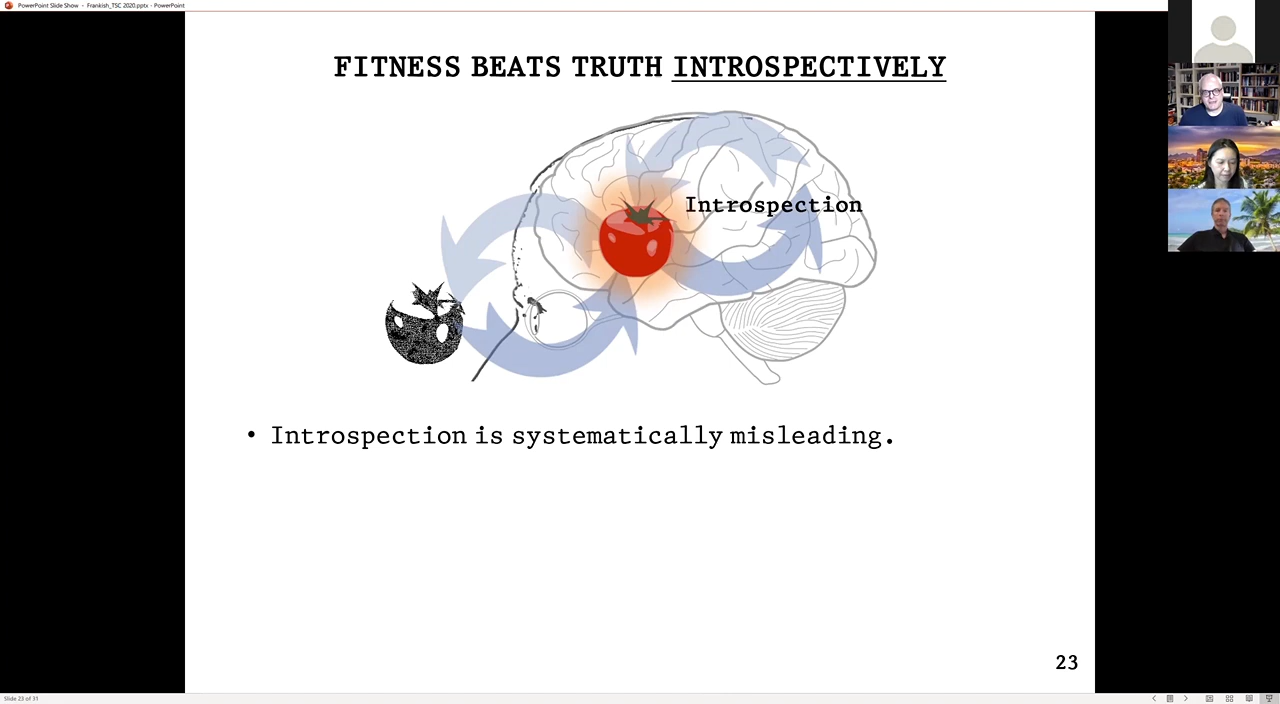 PowerPoint Slide Show - Frankish_TSC 2020.pptx - PowerPoint
FITNESS BEATS TRUTH INTROSPECTIVELY
Introspection
• Introspection is systematically misleading.
23
Slide 23 of 31